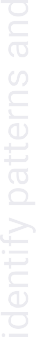 identify patterns and